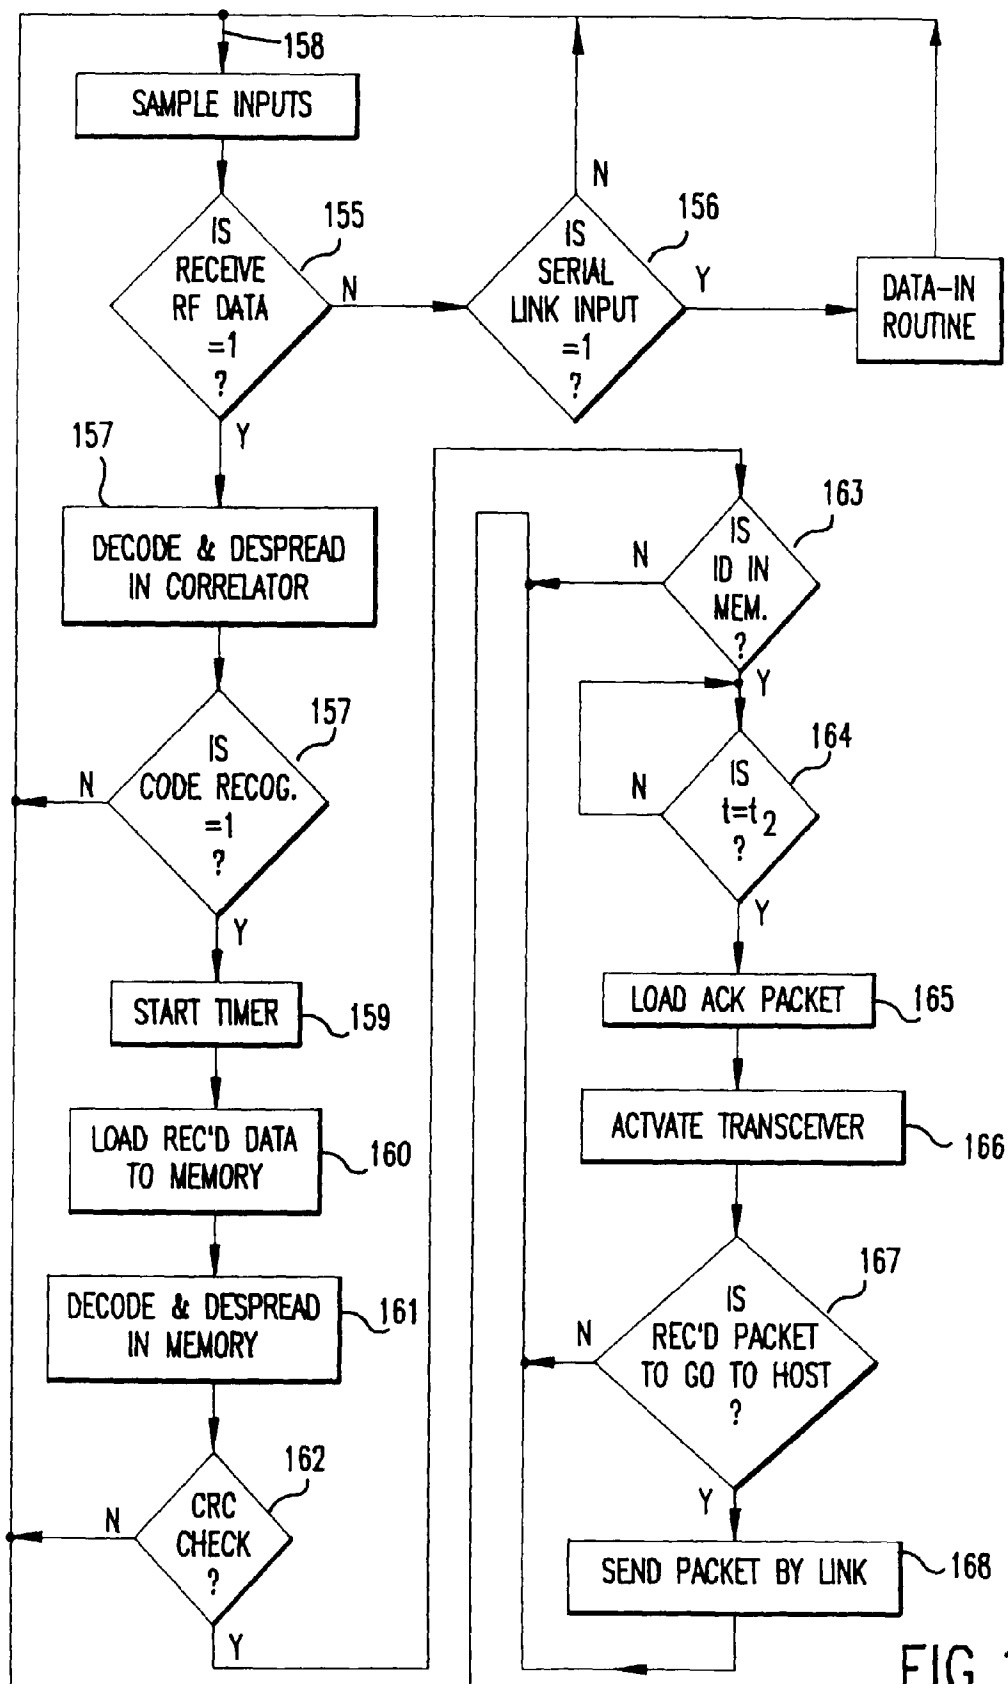 158
SAMPLE INPUTS
IS
RECEIVE
RF DATA
=1
?
155
N
Y
IS
SERIAL
LINK INPUT
=1
?
156
N
Y
DATA-IN
ROUTINE
157
DECODE & DESPREAD
IN CORRELATOR
IS
CODE RECOG.
=1
?
157
N
Y
START TIMER
159
LOAD REC'D DATA
TO MEMORY
160
DECODE & DESPREAD
IN MEMORY
161
CRC
CHECK
?
162
N
Y
IS
ID IN
MEM.
?
163
N
Y
IS
t=t2
?
164
N
Y
LOAD ACK PACKET
165
ACTVATE TRANSCEIVER
166
IS
REC'D PACKET
TO GO TO HOST
?
167
N
Y
SEND PACKET BY LINK
168
FIG